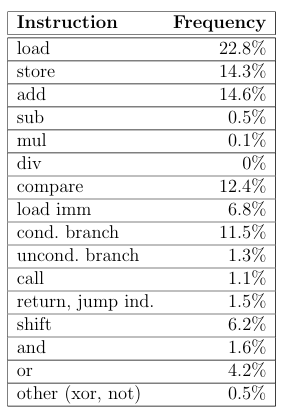 Instruction Frequency
load 22.8%
store 14.3%
add 14.6%
sub 0.5%
mul 0.1%
div 0%
compare 12.4%
load imm 6.8%
cond. branch 11.5%
uncond. branch 1.3%
call 1.1%
return, jump ind. 1.5%
shift 6.2%
and 1.6%
or 4.2%
other (xor, not) 0.5%